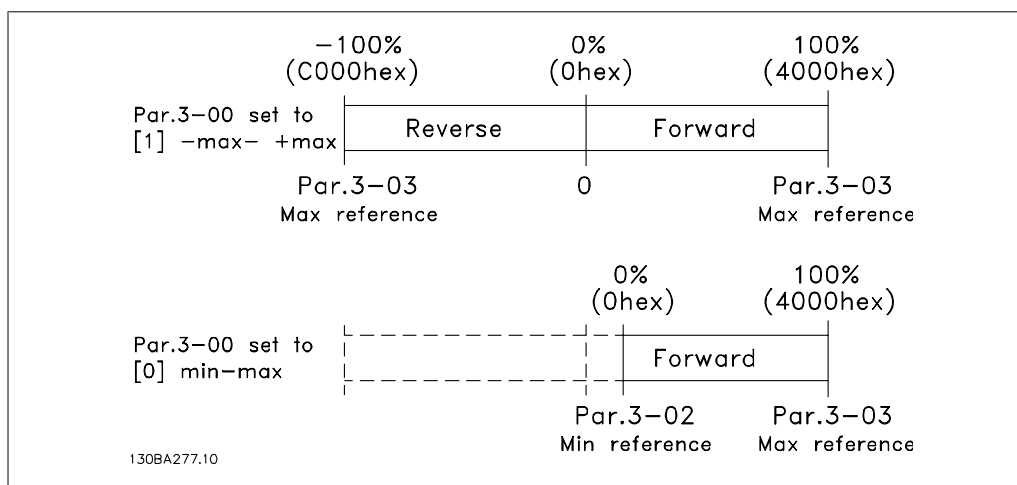 -100% 0% 100%
(C000hex) (0hex) (4000hex)
Par.3-00 set to
[1] -max- +max
Reverse Forward
Par.3-03 0 Par.3-03
Max reference Max reference
0% 100%
(0hex) (4000hex)
Par.3-00 set to
[0] min-max
Forward
Par.3-02 Par.3-03
Min reference Max reference
130BA277.10